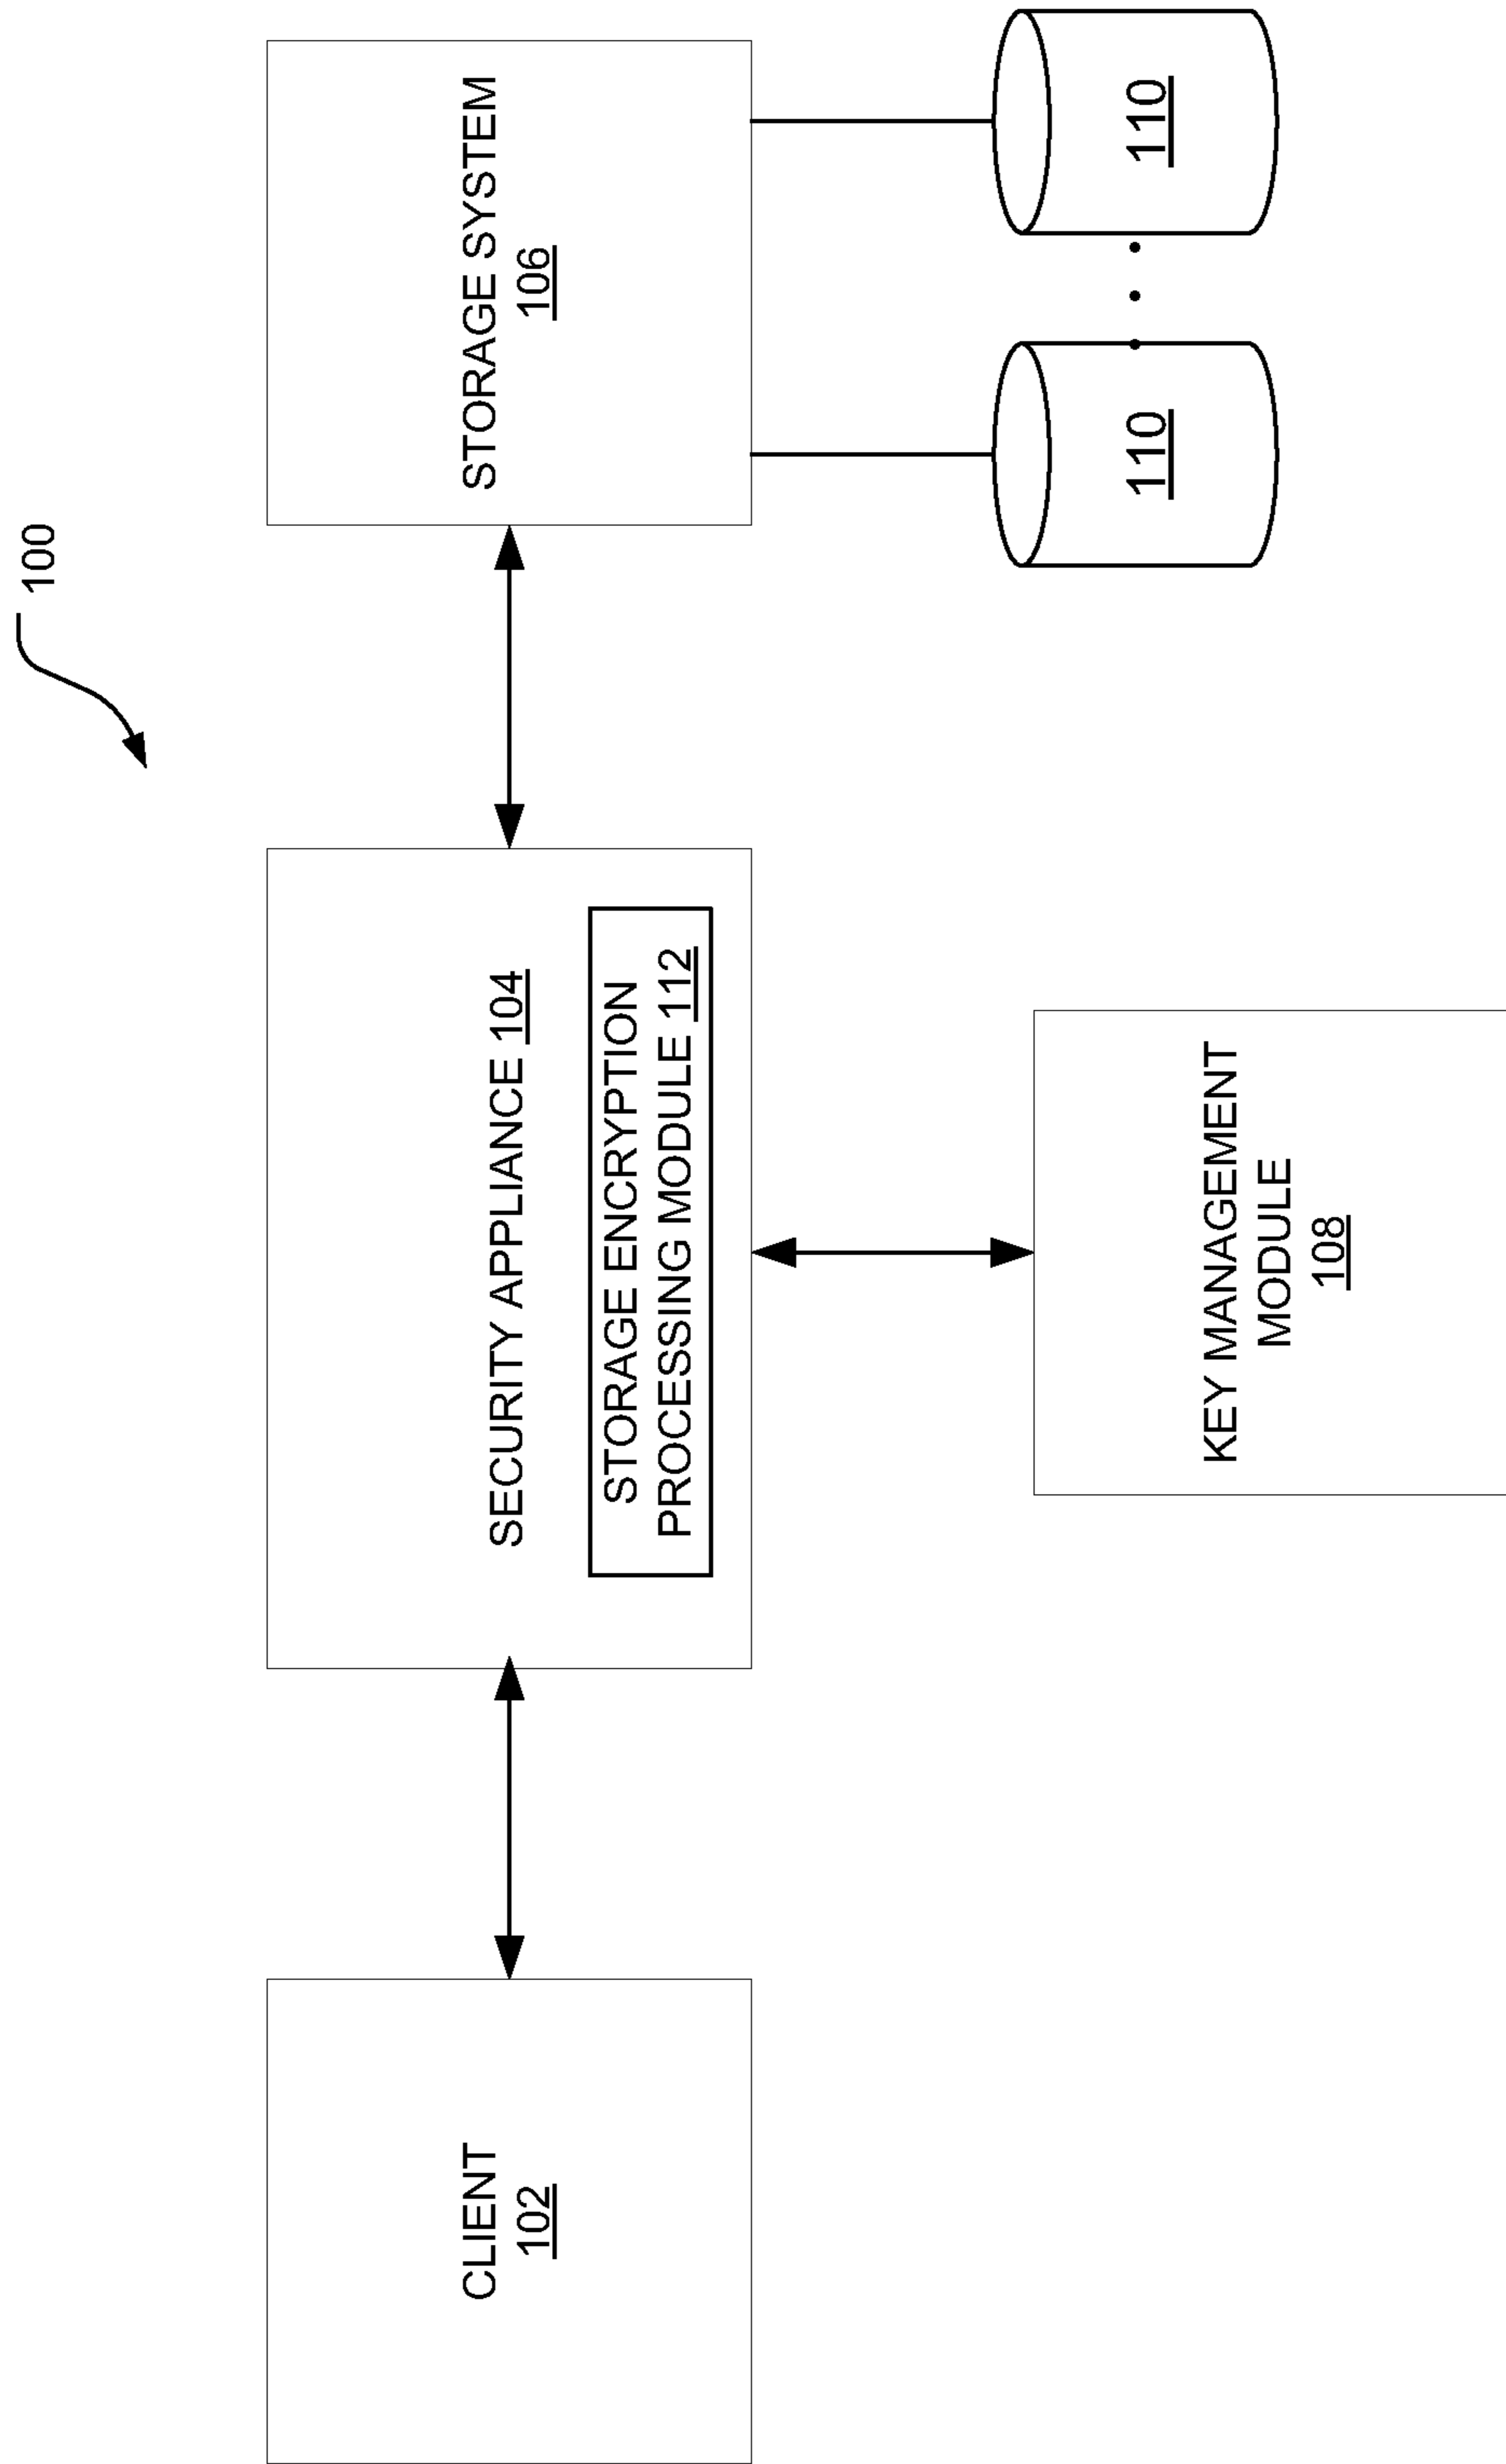 100
CLIENT
102
SECURITY APPLIANCE 104
STORAGE ENCRYPTION
PROCESSING MODULE 112
STORAGE SYSTEM
106
KEY MANAGEMENT
MODULE
108
110
110